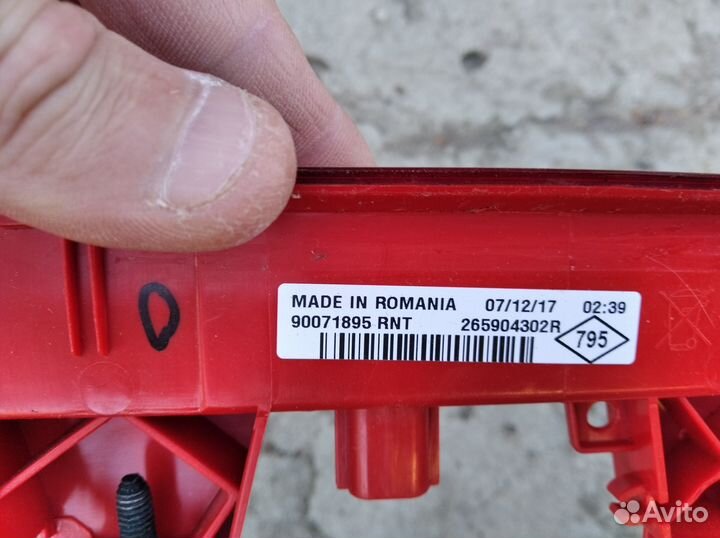 MADE IN ROMANIA 07/12/17 02:39
90071895 RNT 265904302R
795
Avito